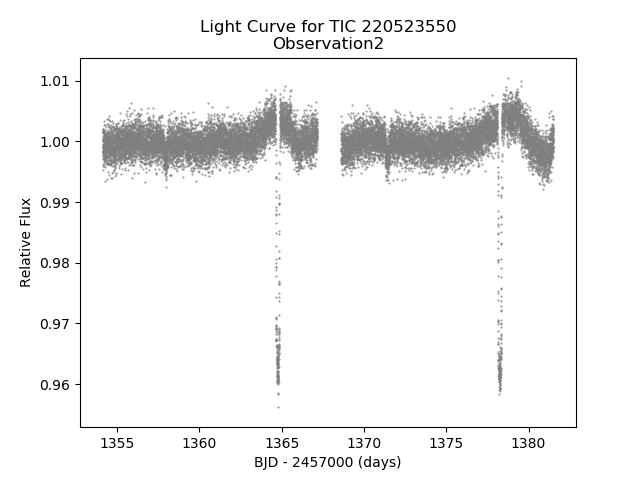 Light Curve for TIC 220523550
Observation2
1.01
1.00
0.99
0.98
0.97
0.96
Relative Flux
1355 1360 1365 1370 1375 1380
BJD - 2457000 (days)